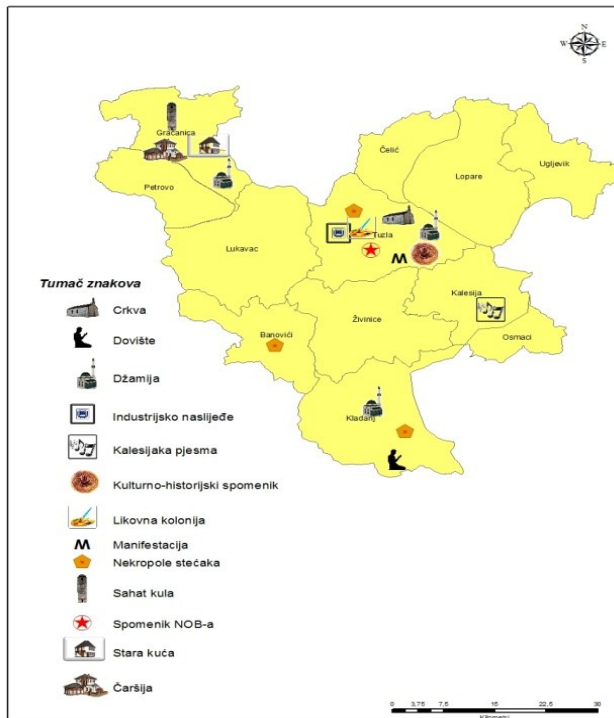 N
W E
S
Gračanica
Čelić
Ugljevik
Lopare
Petrovo
Tuzla
Lukavac
Kalesija
Živinice
Osmaci
Banovići
Kladanj
Tumač znakova
Crkva
Dovište
Džamija
Industrijsko naslijeđe
Kalesijaka pjesma
Kulturno-historijski spomenik
Likovna kolonija
Manifestacija
Nekropole stećaka
Sahat kula
Spomenik NOB-a
Stara kuća
Čaršija
0 3,75 7,5 15 22,5 30
Kilometri